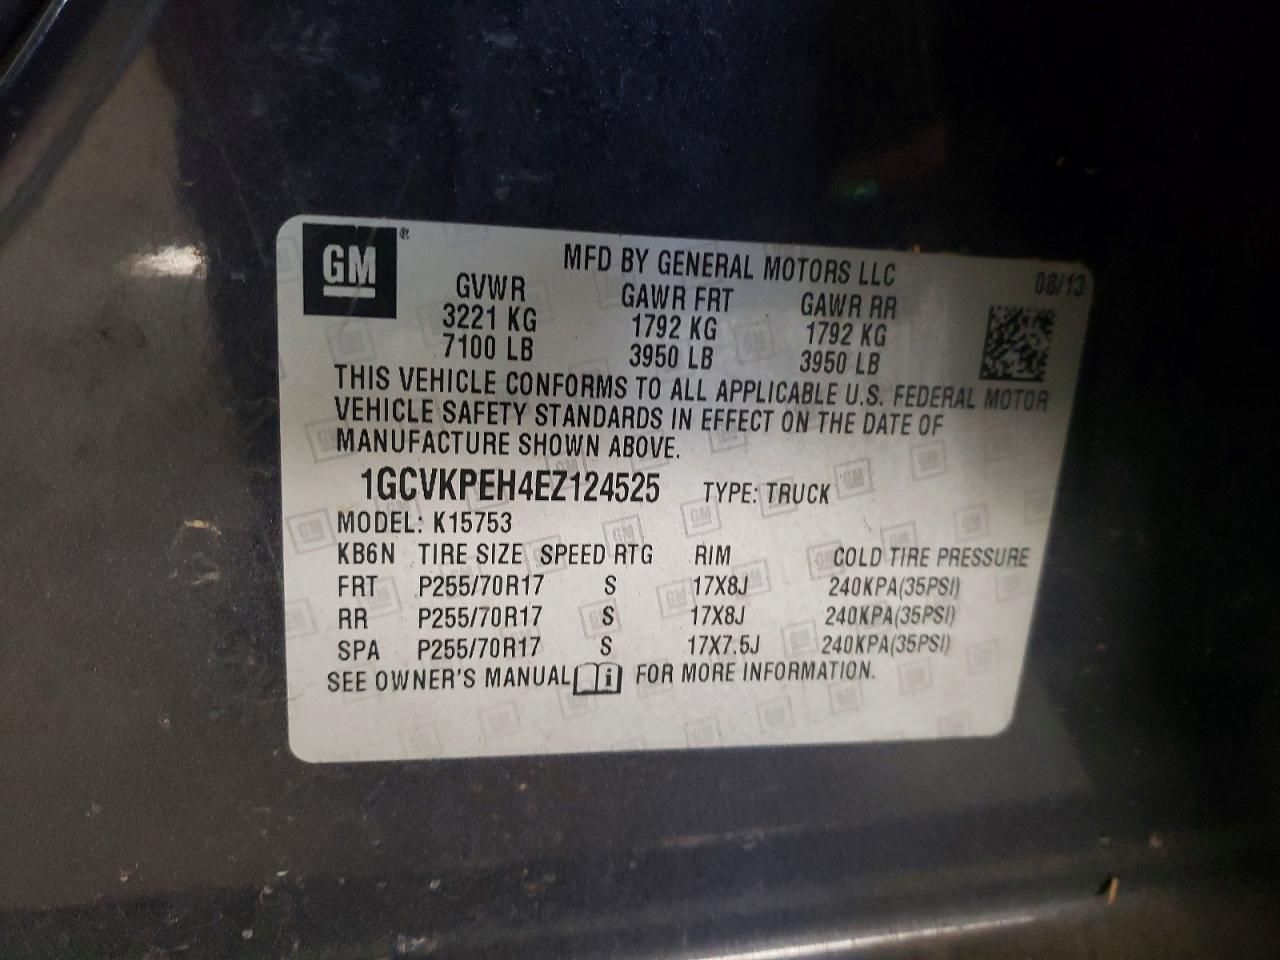 GM®
MFD BY GENERAL MOTORS LLC 08/13
GVWR GAWR FRT GAWR RR
3221 KG 1792 KG 1792 KG
7100 LB 3950 LB 3950 LB
THIS VEHICLE CONFORMS TO ALL APPLICABLE U.S. FEDERAL MOTOR
VEHICLE SAFETY STANDARDS IN EFFECT ON THE DATE OF
MANUFACTURE SHOWN ABOVE.
1GCVKPEH4EZ124525 TYPE: TRUCK
MODEL: K15753
KB6N TIRE SIZE SPEED RTG RIM COLD TIRE PRESSURE
FRT P255/70R17 S 17X8J 240KPA(35PSI)
RR P255/70R17 S 17X8J 240KPA(35PSI)
SPA P255/70R17 S 17X7.5J 240KPA(35PSI)
SEE OWNER'S MANUAL i FOR MORE INFORMATION.